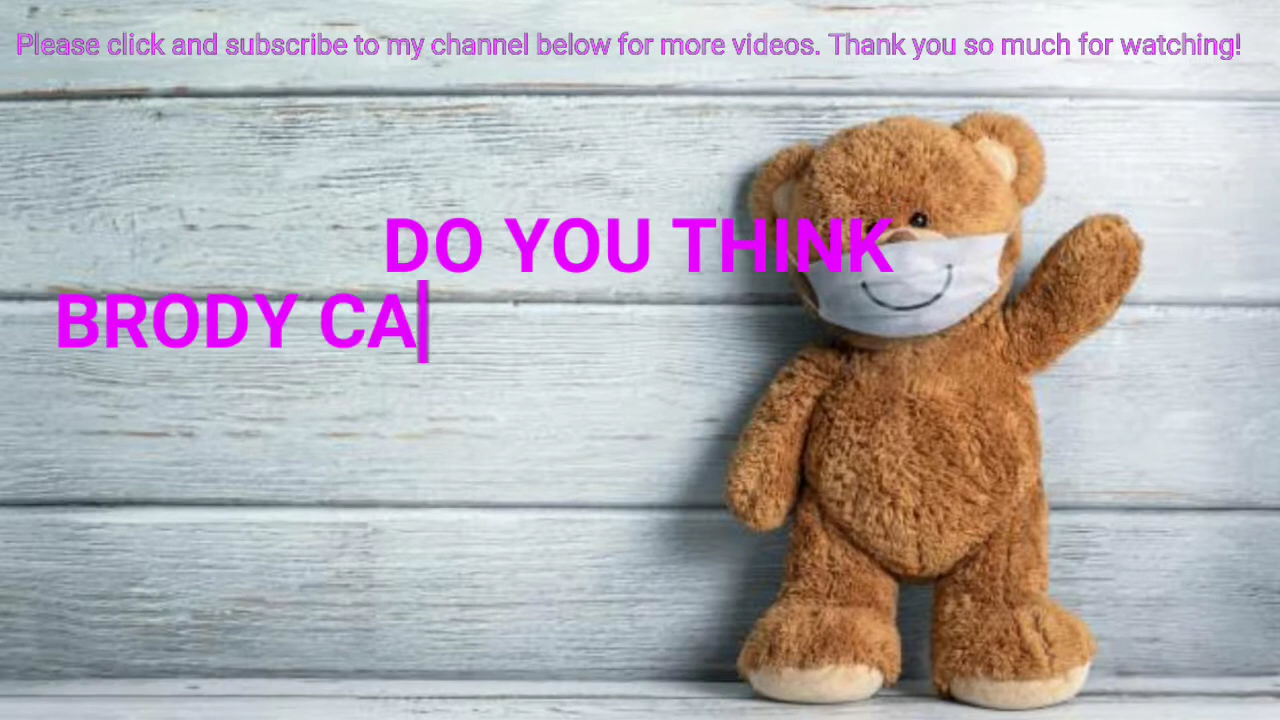 Please click and subscribe to my channel below for more videos. Thank you so much for watching!
DO YOU THINK
BRODY CA